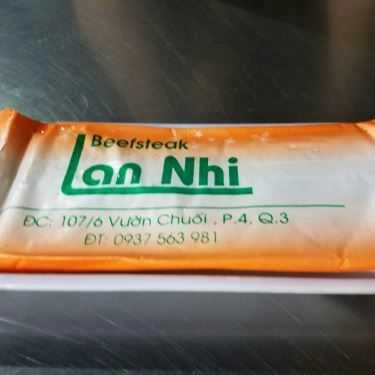 Beefsteak
Lan Nhi
ĐC: 107/6 Vườn Chuối , P.4, Q.3
ĐT: 0937 563 981